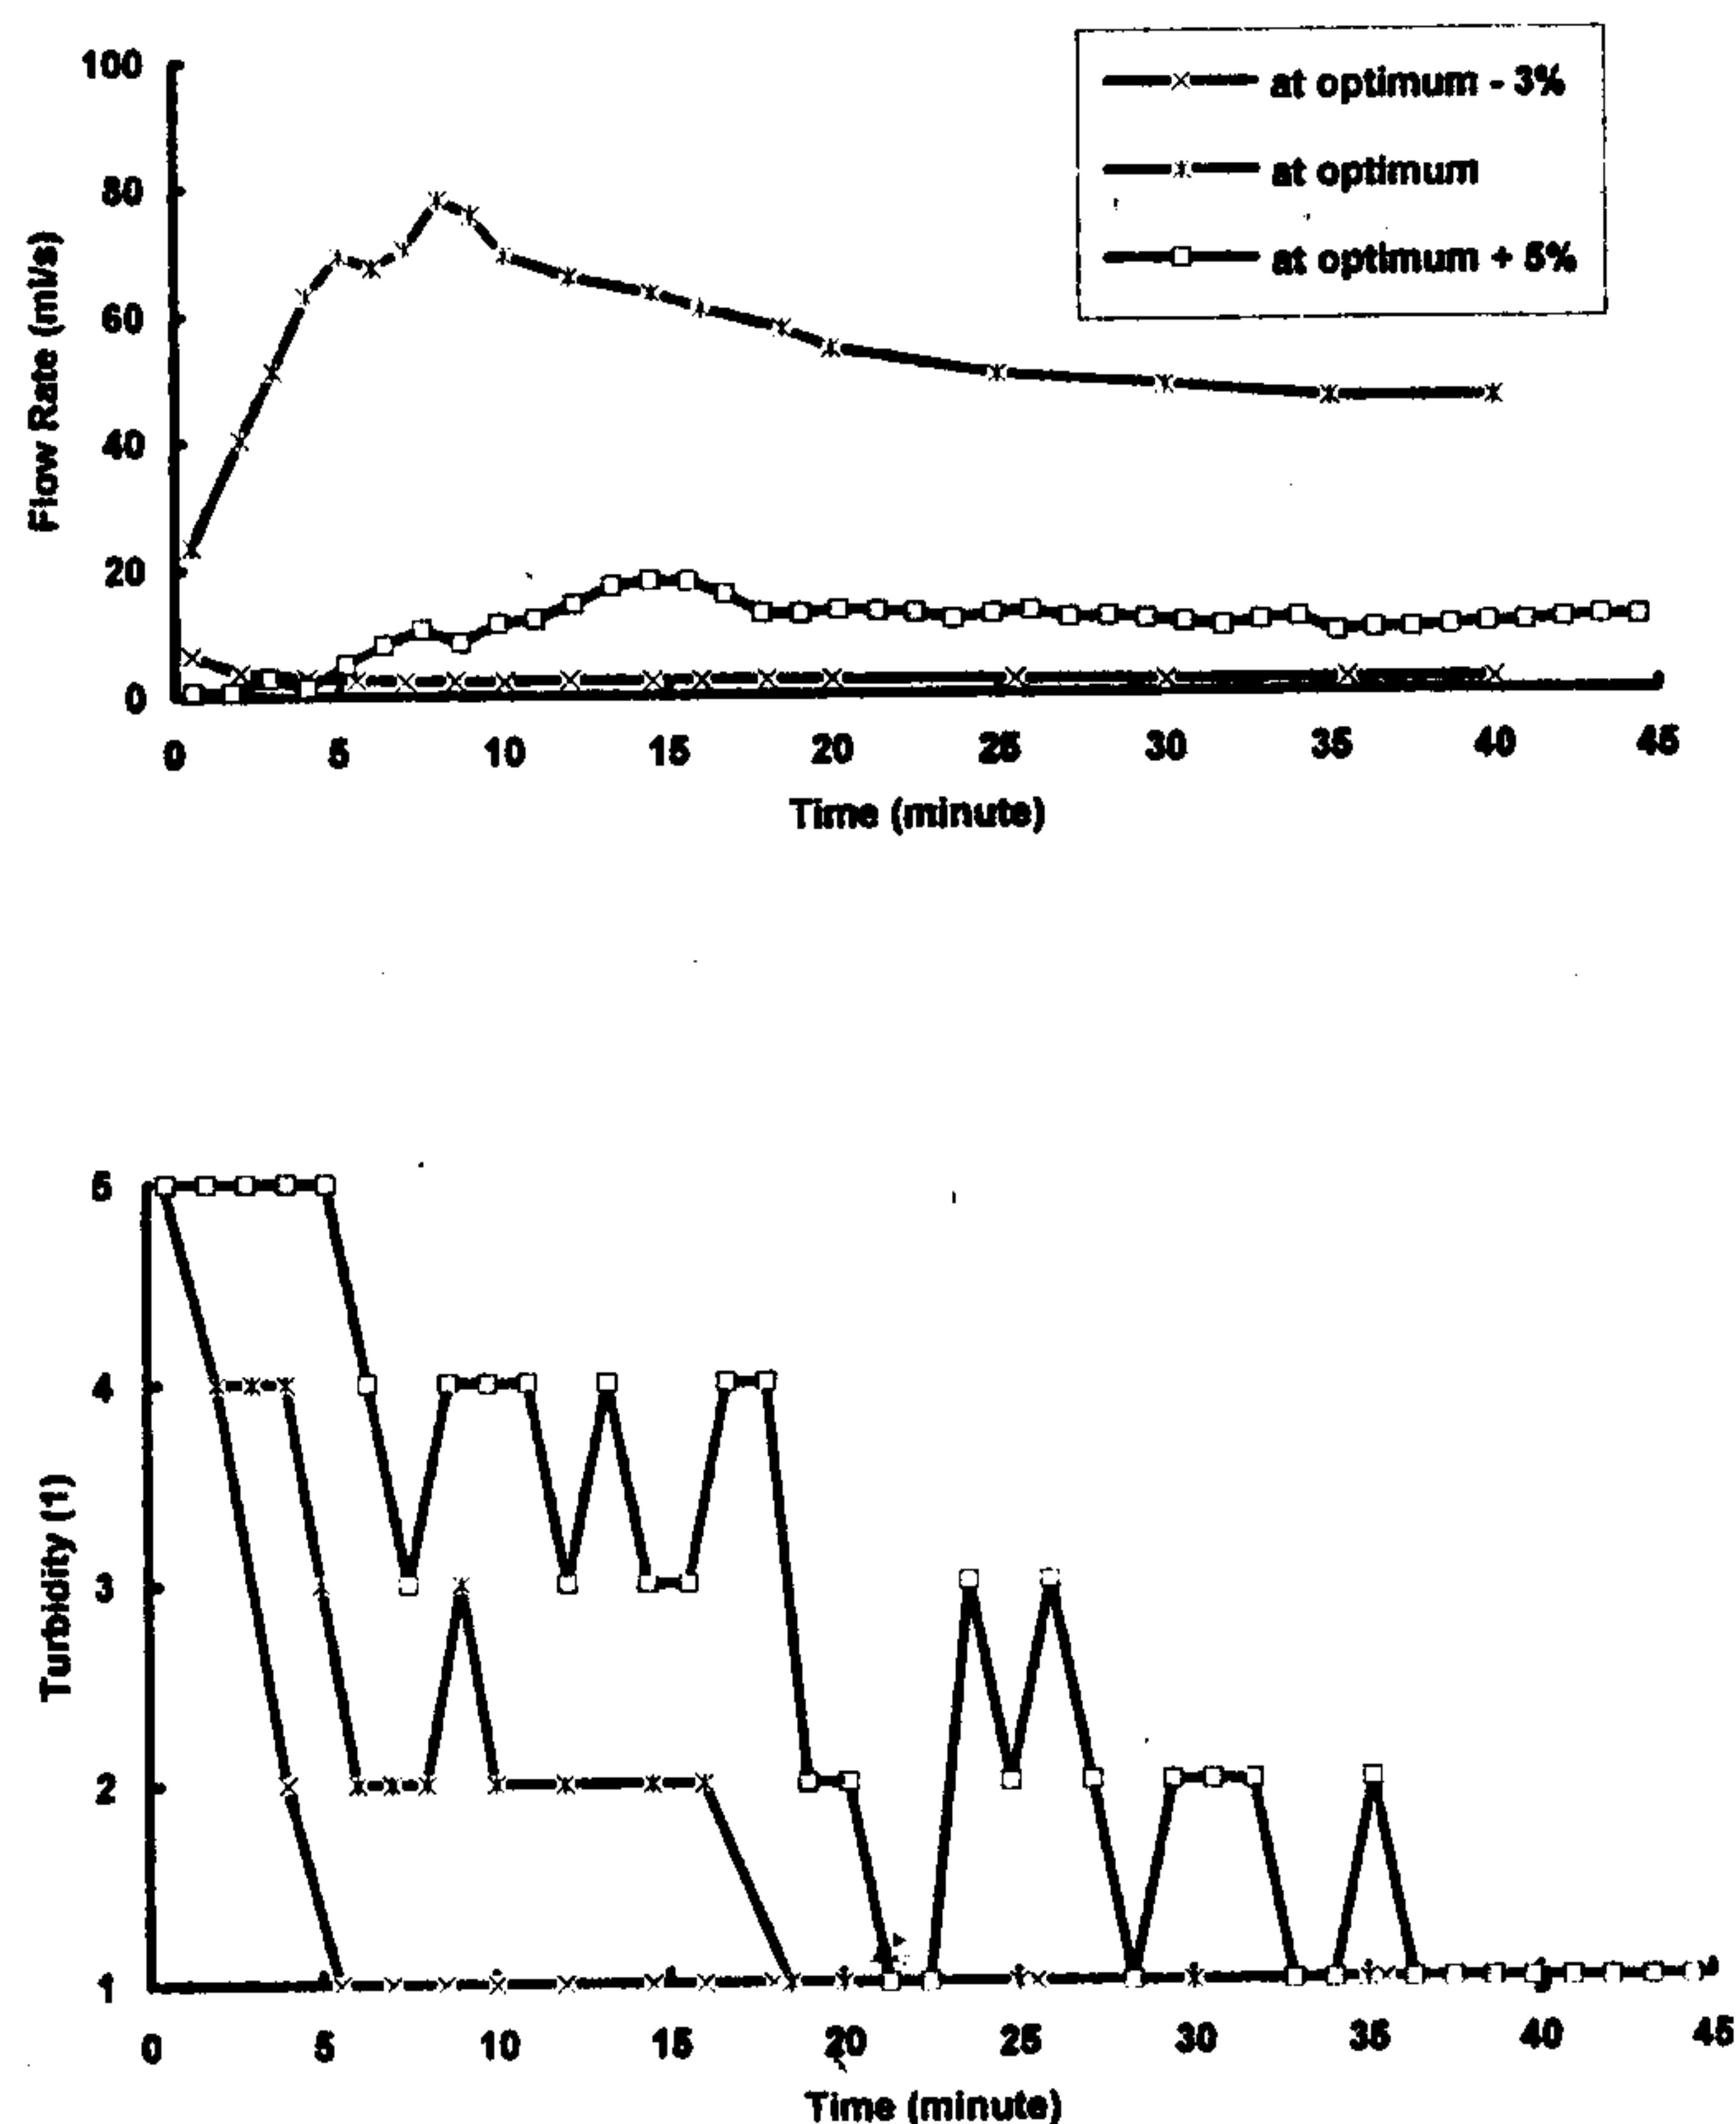 100
at optimum - 3%
80
at optimum
at optimum + 5%
60
Flow Rate (ml/s)
40
20
0
0 5 10 15 20 25 30 35 40 45
Time (minute)
5
4
Turbidity (1)
3
2
1
0 5 10 15 20 25 30 35 40 45
Time (minute)